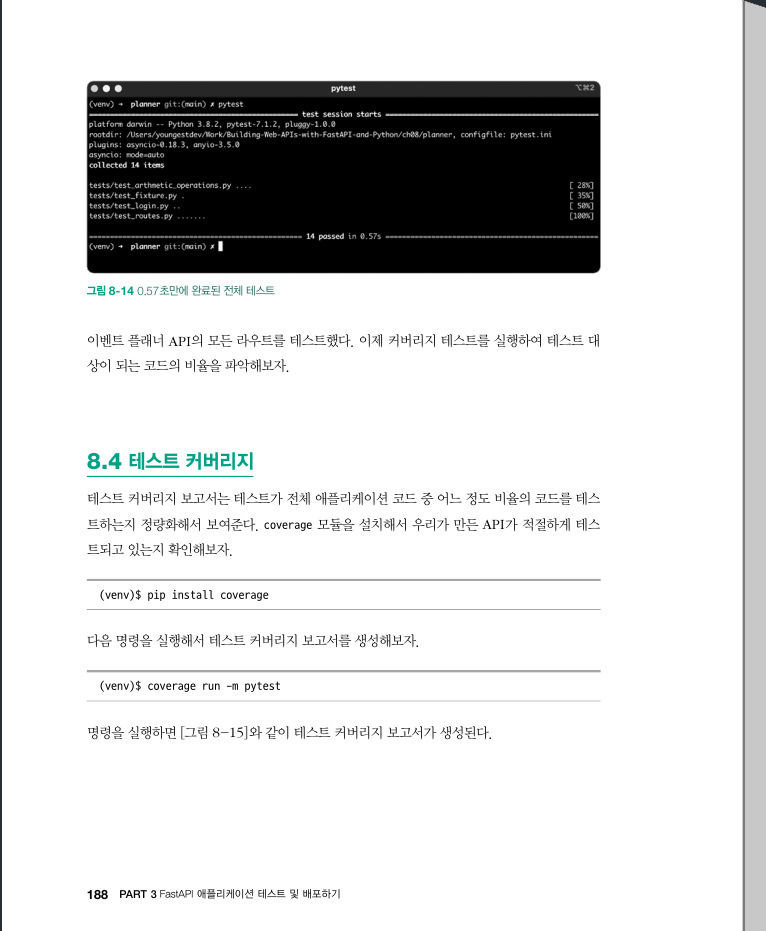 pytest
⌥⌘2
(venv) → planner git:(main) ✗ pytest
test session starts
platform darwin -- Python 3.8.2, pytest-7.1.2, pluggy-1.0.0
rootdir: /Users/youngestdev/Work/Building-Web-APIs-with-FastAPI-and-Python/ch08/planner, configfile: pytest.ini
plugins: asyncio-0.18.3, anyio-3.5.0
asyncio: mode=auto
collected 14 items
tests/test_arithmetic_operations.py .... [ 28%]
tests/test_fixture.py . [ 35%]
tests/test_login.py .. [ 50%]
tests/test_routes.py ....... [100%]
14 passed in 0.57s
(venv) → planner git:(main) ✗
그림 8-14 0.57초만에 완료된 전체 테스트
이벤트 플래너 API의 모든 라우트를 테스트했다. 이제 커버리지 테스트를 실행하여 테스트 대
상이 되는 코드의 비율을 파악해보자.
8.4 테스트 커버리지
테스트 커버리지 보고서는 테스트가 전체 애플리케이션 코드 중 어느 정도 비율의 코드를 테스
트하는지 정량화해서 보여준다. coverage 모듈을 설치해서 우리가 만든 API가 적절하게 테스
트되고 있는지 확인해보자.
(venv)$ pip install coverage
다음 명령을 실행해서 테스트 커버리지 보고서를 생성해보자.
(venv)$ coverage run -m pytest
명령을 실행하면 [그림 8-15]와 같이 테스트 커버리지 보고서가 생성된다.
188 PART 3 FastAPI 애플리케이션 테스트 및 배포하기